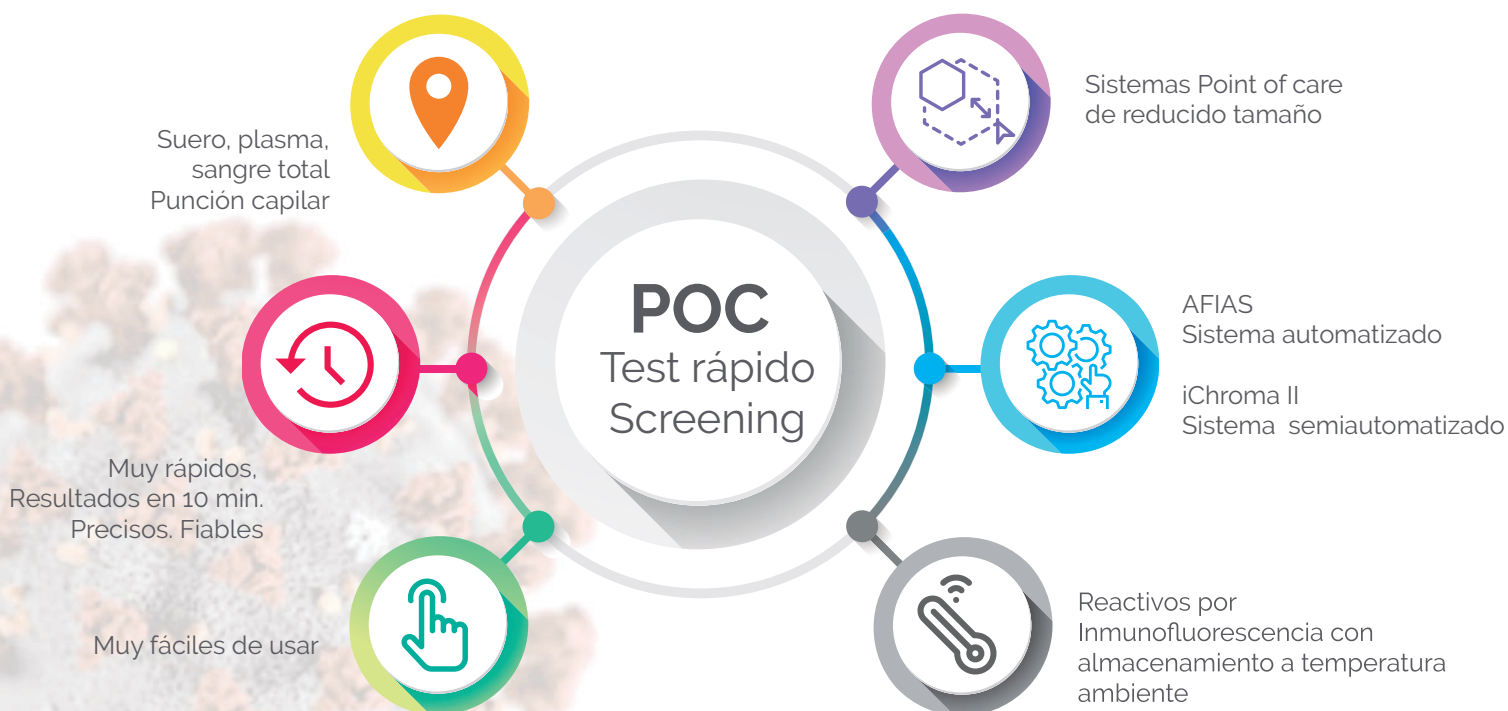 Suero, plasma,
sangre total
Punción capilar
Muy rápidos,
Resultados en 10 min.
Precisos. Fiables
Muy fáciles de usar
POC
Test rápido
Screening
Sistemas Point of care
de reducido tamaño
AFIAS
Sistema automatizado
iChroma II
Sistema semiautomatizado
Reactivos por
Inmunofluorescencia con
almacenamiento a temperatura
ambiente